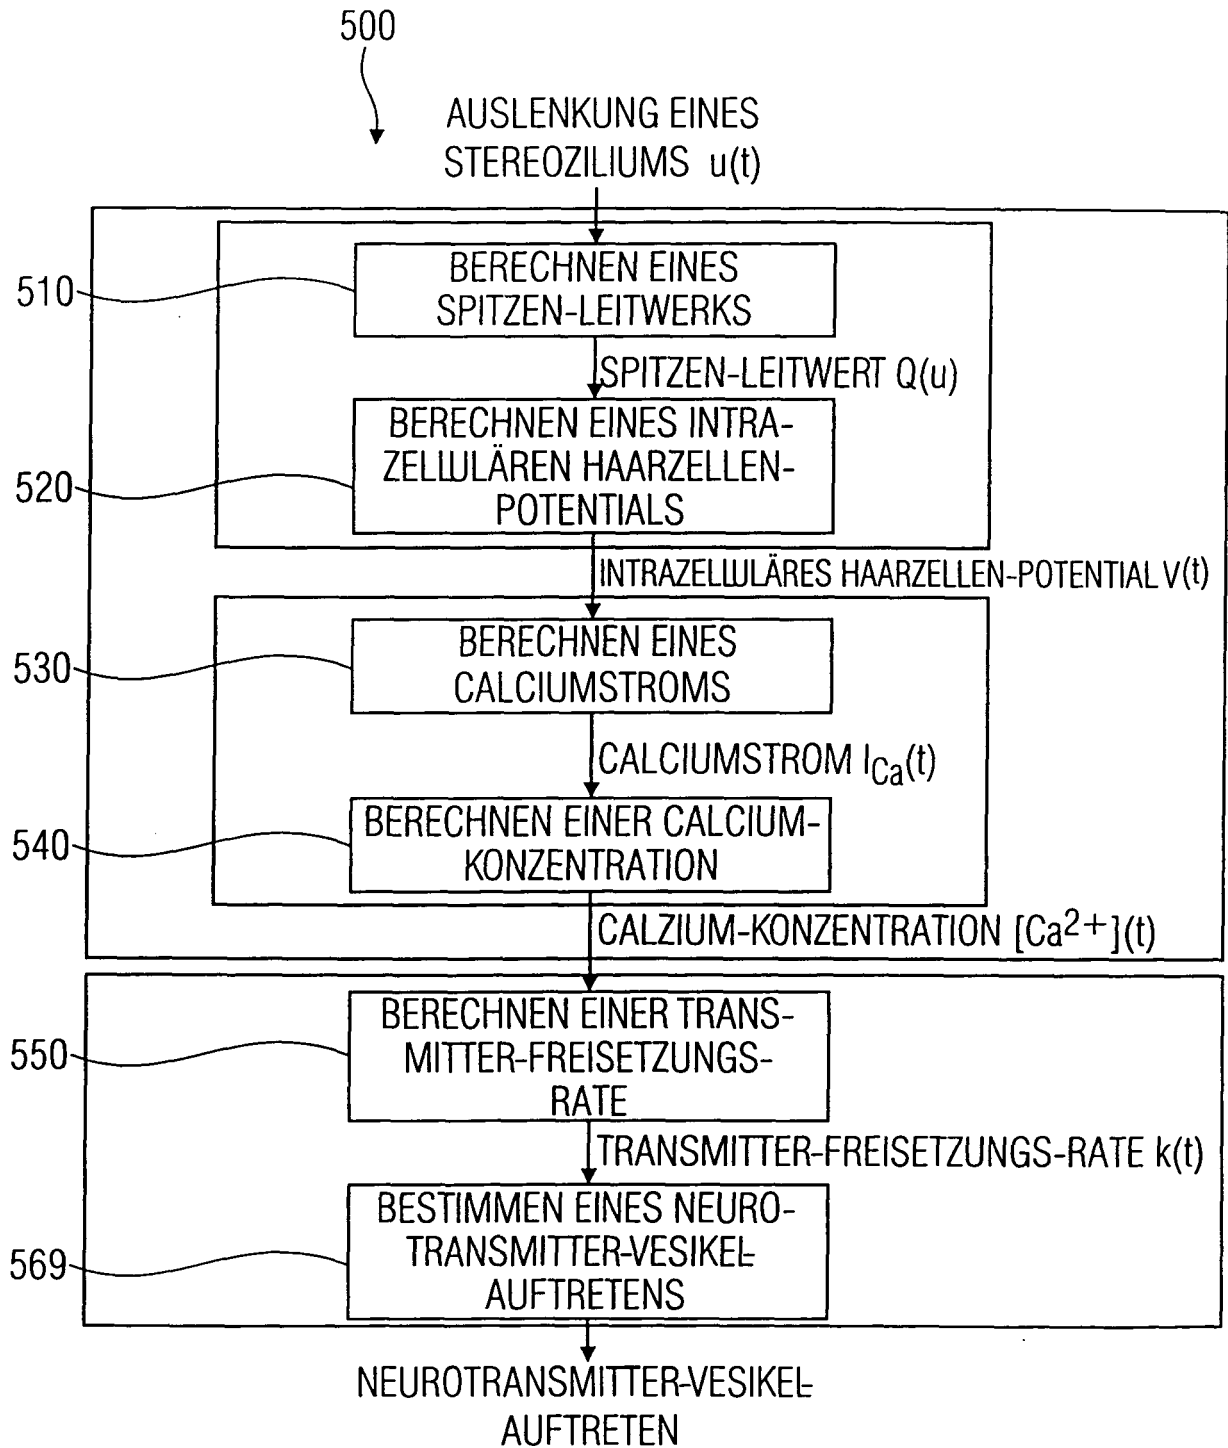 500
AUSLENKUNG EINES
STEREOZILIUMS u(t)
510
BERECHNEN EINES
SPITZEN-LEITWERKS
SPITZEN-LEITWERT Q(u)
520
BERECHNEN EINES INTRA-
ZELLULÄREN HAARZELLEN-
POTENTIALS
INTRAZELLULÄRES HAARZELLEN-POTENTIAL V(t)
530
BERECHNEN EINES
CALCIUMSTROMS
CALCIUMSTROM I_Ca(t)
540
BERECHNEN EINER CALCIUM-
KONZENTRATION
CALZIUM-KONZENTRATION [Ca2+](t)
550
BERECHNEN EINER TRANS-
MITTER-FREISETZUNGS-
RATE
TRANSMITTER-FREISETZUNGS-RATE k(t)
569
BESTIMMEN EINES NEURO-
TRANSMITTER-VESIKEL-
AUFTRETENS
NEUROTRANSMITTER-VESIKEL-
AUFTRETEN